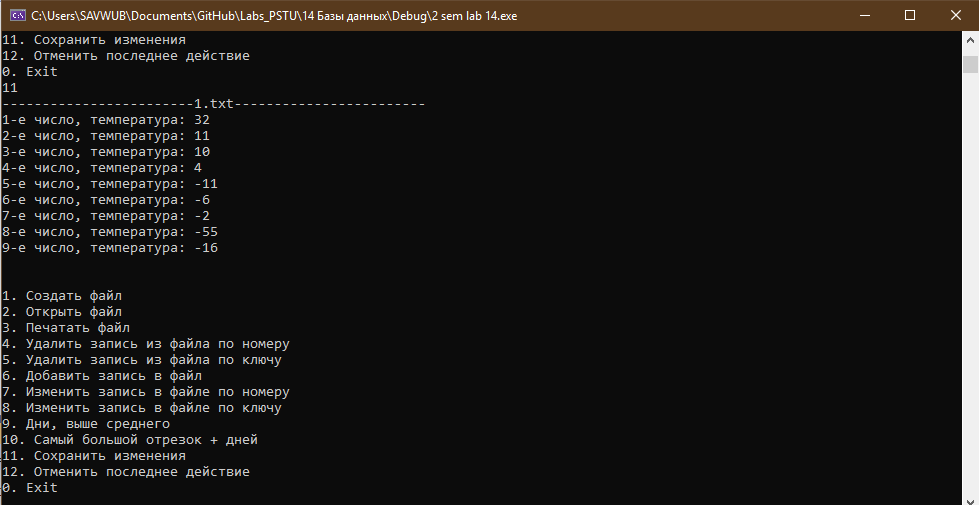 C:\Users\SAVWUB\Documents\GitHub\Labs_PSTU\14 Базы данных\Debug\2 sem lab 14.exe
11. Сохранить изменения
12. Отменить последнее действие
0. Exit
11
------------------------1.txt------------------------
1-е число, температура: 32
2-е число, температура: 11
3-е число, температура: 10
4-е число, температура: 4
5-е число, температура: -11
6-е число, температура: -6
7-е число, температура: -2
8-е число, температура: -55
9-е число, температура: -16
1. Создать файл
2. Открыть файл
3. Печатать файл
4. Удалить запись из файла по номеру
5. Удалить запись из файла по ключу
6. Добавить запись в файл
7. Изменить запись в файле по номеру
8. Изменить запись в файле по ключу
9. Дни, выше среднего
10. Самый большой отрезок + дней
11. Сохранить изменения
12. Отменить последнее действие
0. Exit